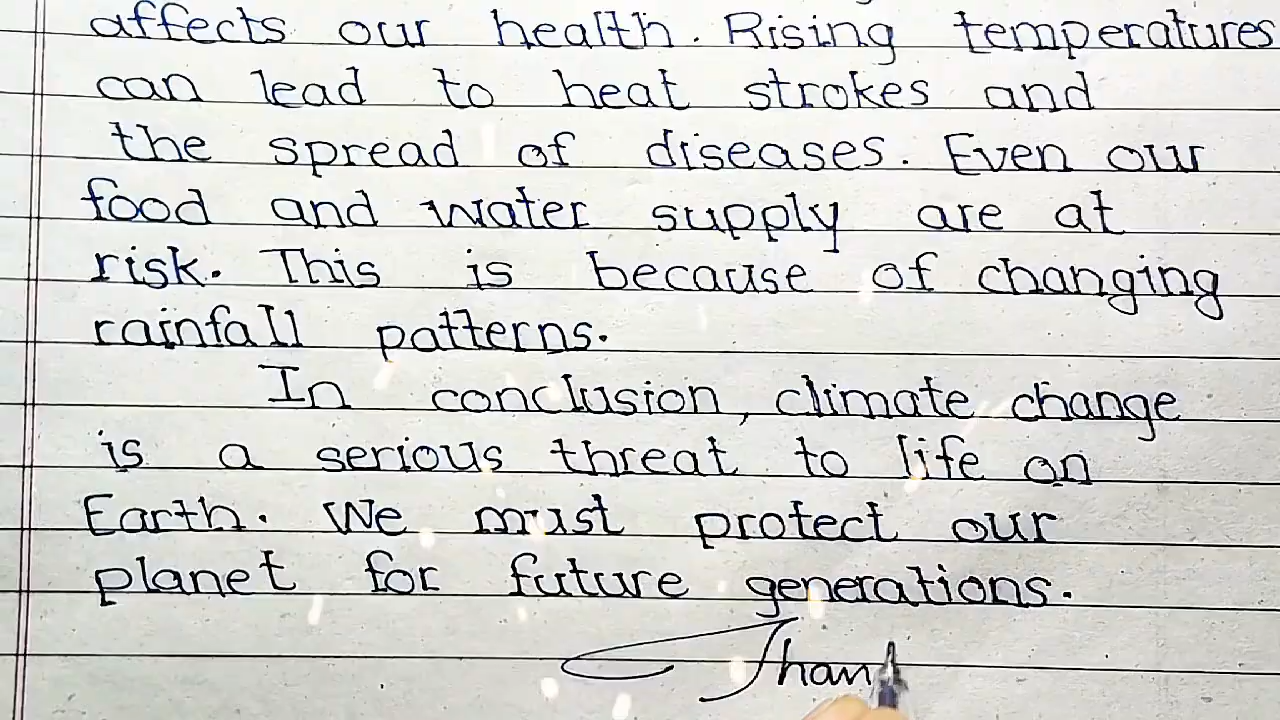 affects our health. Rising temperatures
can lead to heat strokes and
the spread of diseases. Even our
food and water supply are at
risk. This is because of changing
rainfall patterns.
In conclusion, climate change
is a serious threat to life on
Earth. We must protect our
planet for future generations.
Than